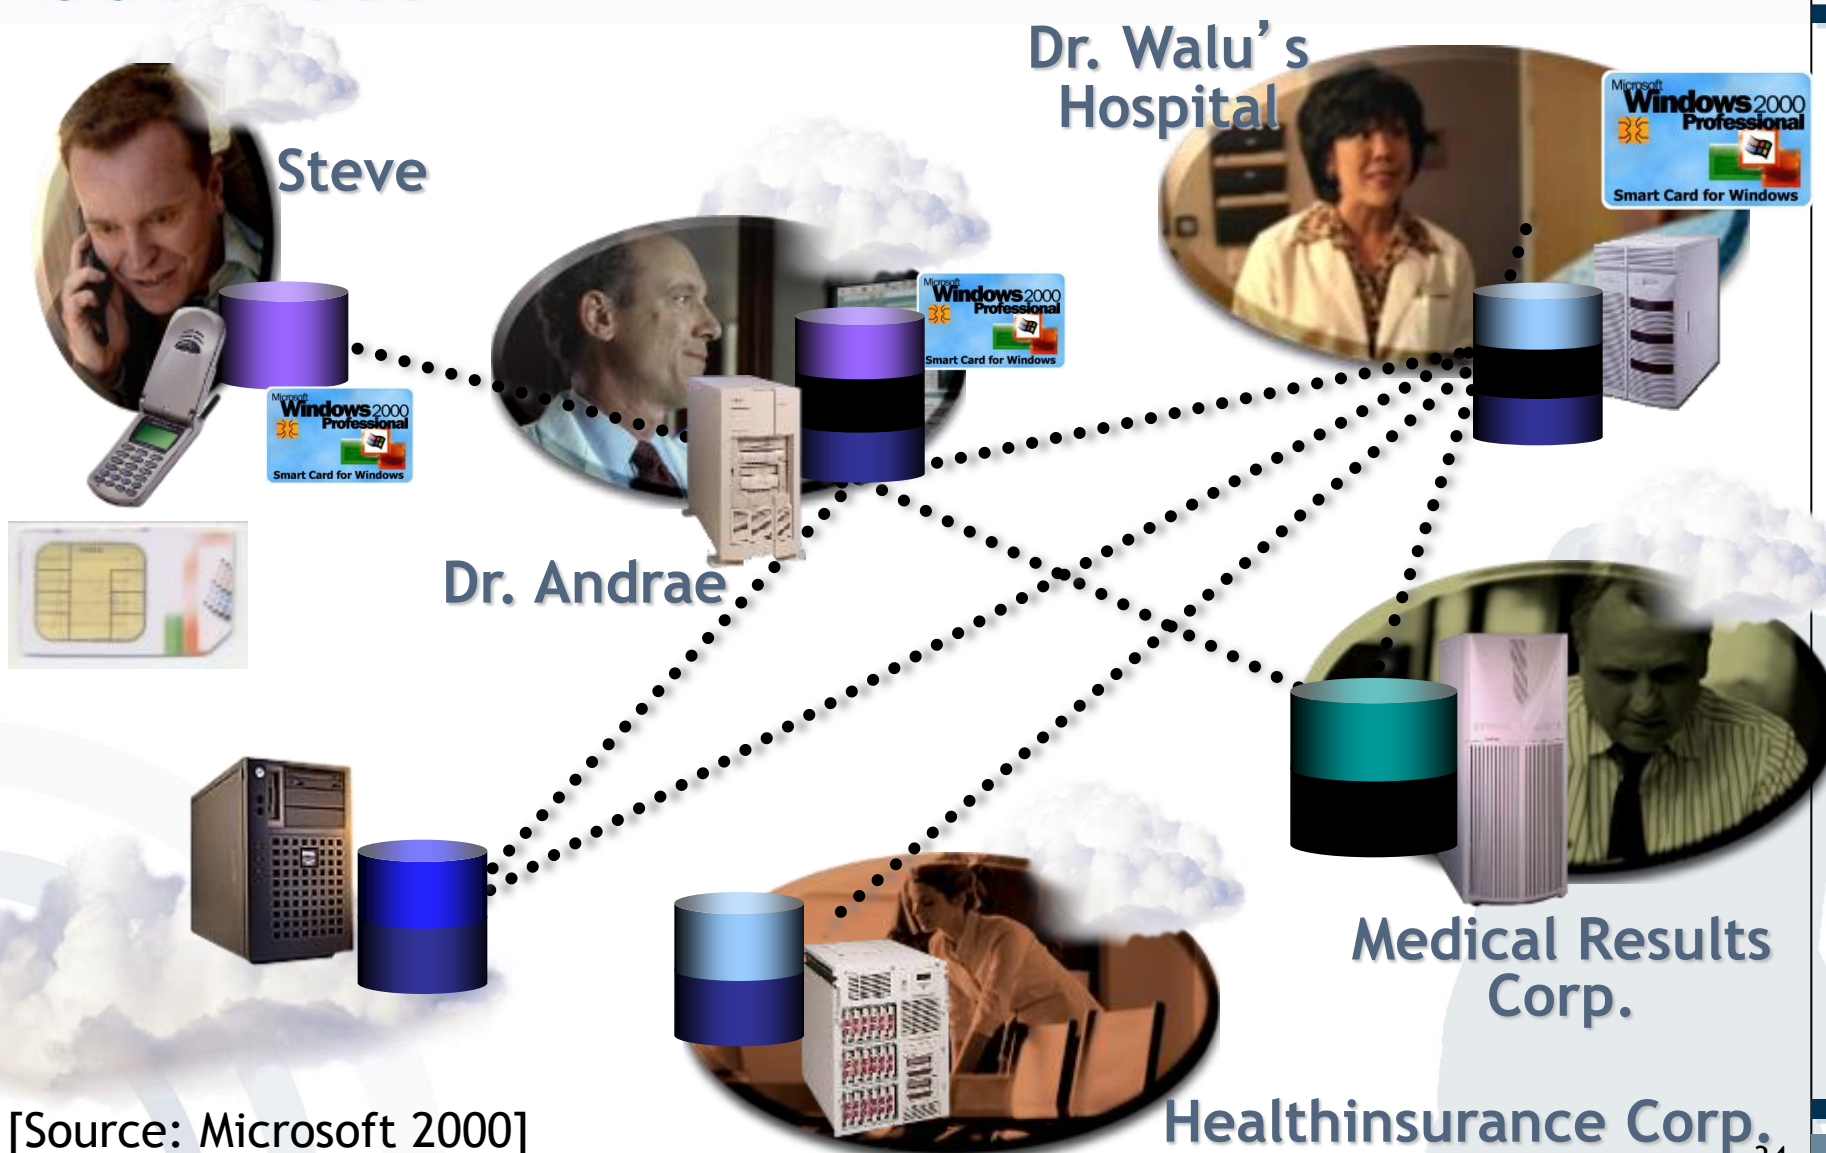 Dr. Walu’s
Hospital
Steve
Microsoft
Windows 2000
Professional
Smart Card for Windows
Microsoft
Windows 2000
Professional
Smart Card for Windows
Microsoft
Windows 2000
Professional
Smart Card for Windows
Dr. Andrae
Medical Results
Corp.
Healthinsurance Corp.
[Source: Microsoft 2000]